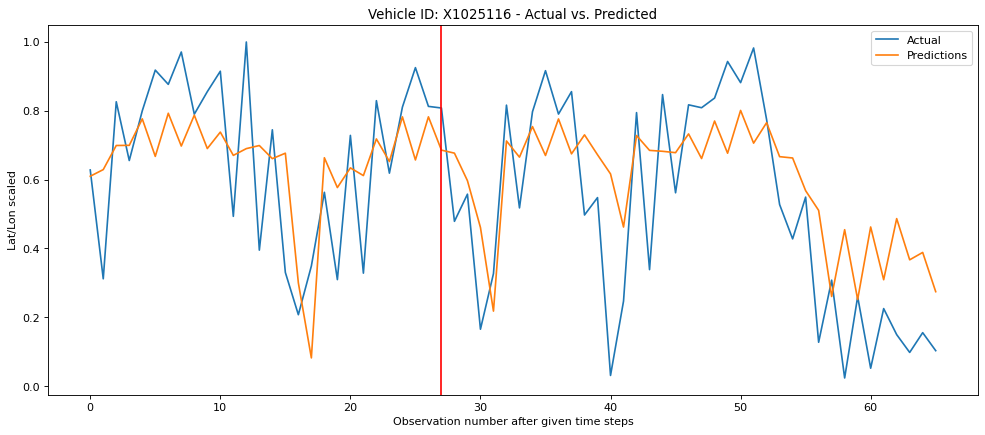 Vehicle ID: X1025116 - Actual vs. Predicted
Actual
Predictions
Lat/Lon scaled
1.0
0.8
0.6
0.4
0.2
0.0
0 10 20 30 40 50 60
Observation number after given time steps